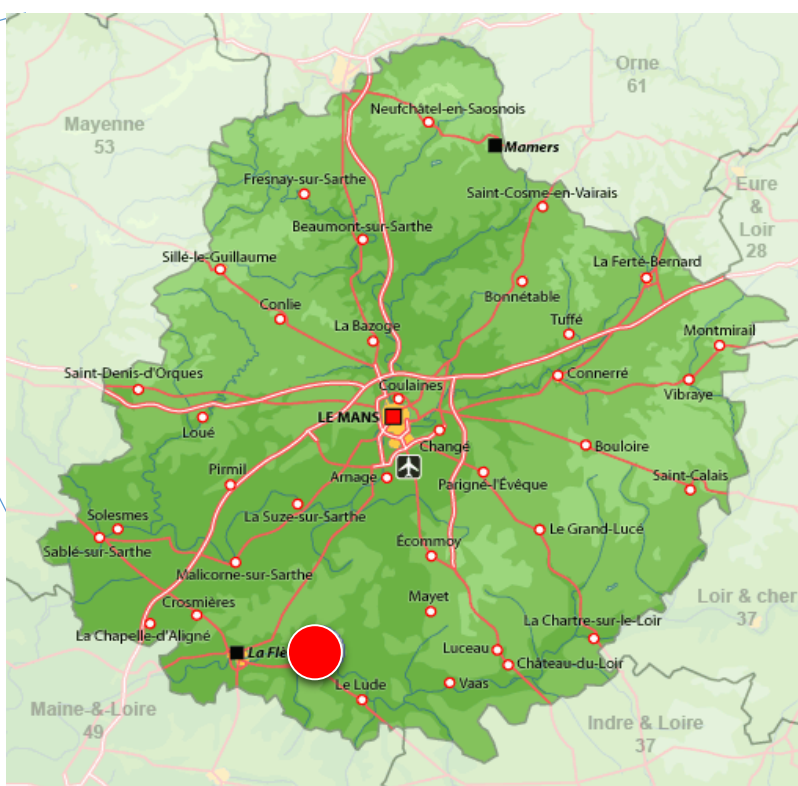 Orne
61
Mayenne
53
Neufchâtel-en-Saosnois
Mamers
Eure
&
Loir
28
Fresnay-sur-Sarthe
Saint-Cosme-en-Vairais
Beaumont-sur-Sarthe
Sillé-le-Guillaume
La Ferté-Bernard
Bonnétable
Conlie
La Bazoge
Tuffé
Montmirail
Saint-Denis-d'Orques
Connerré
Coulaines
Vibraye
LE MANS
Loué
Changé
Bouloire
Pirmil
Arnage
Parigné-l'Évêque
Saint-Calais
Solesmes
La Suze-sur-Sarthe
Le Grand-Lucé
Sablé-sur-Sarthe
Écommoy
Malicorne-sur-Sarthe
Crosmières
Mayet
Loir & cher
37
La Chartre-sur-le-Loir
La Chapelle-d'Aligné
La Flè
Luceau
Château-du-Loir
Le Lude
Vaas
Maine-&-Loire
49
Indre & Loire
37